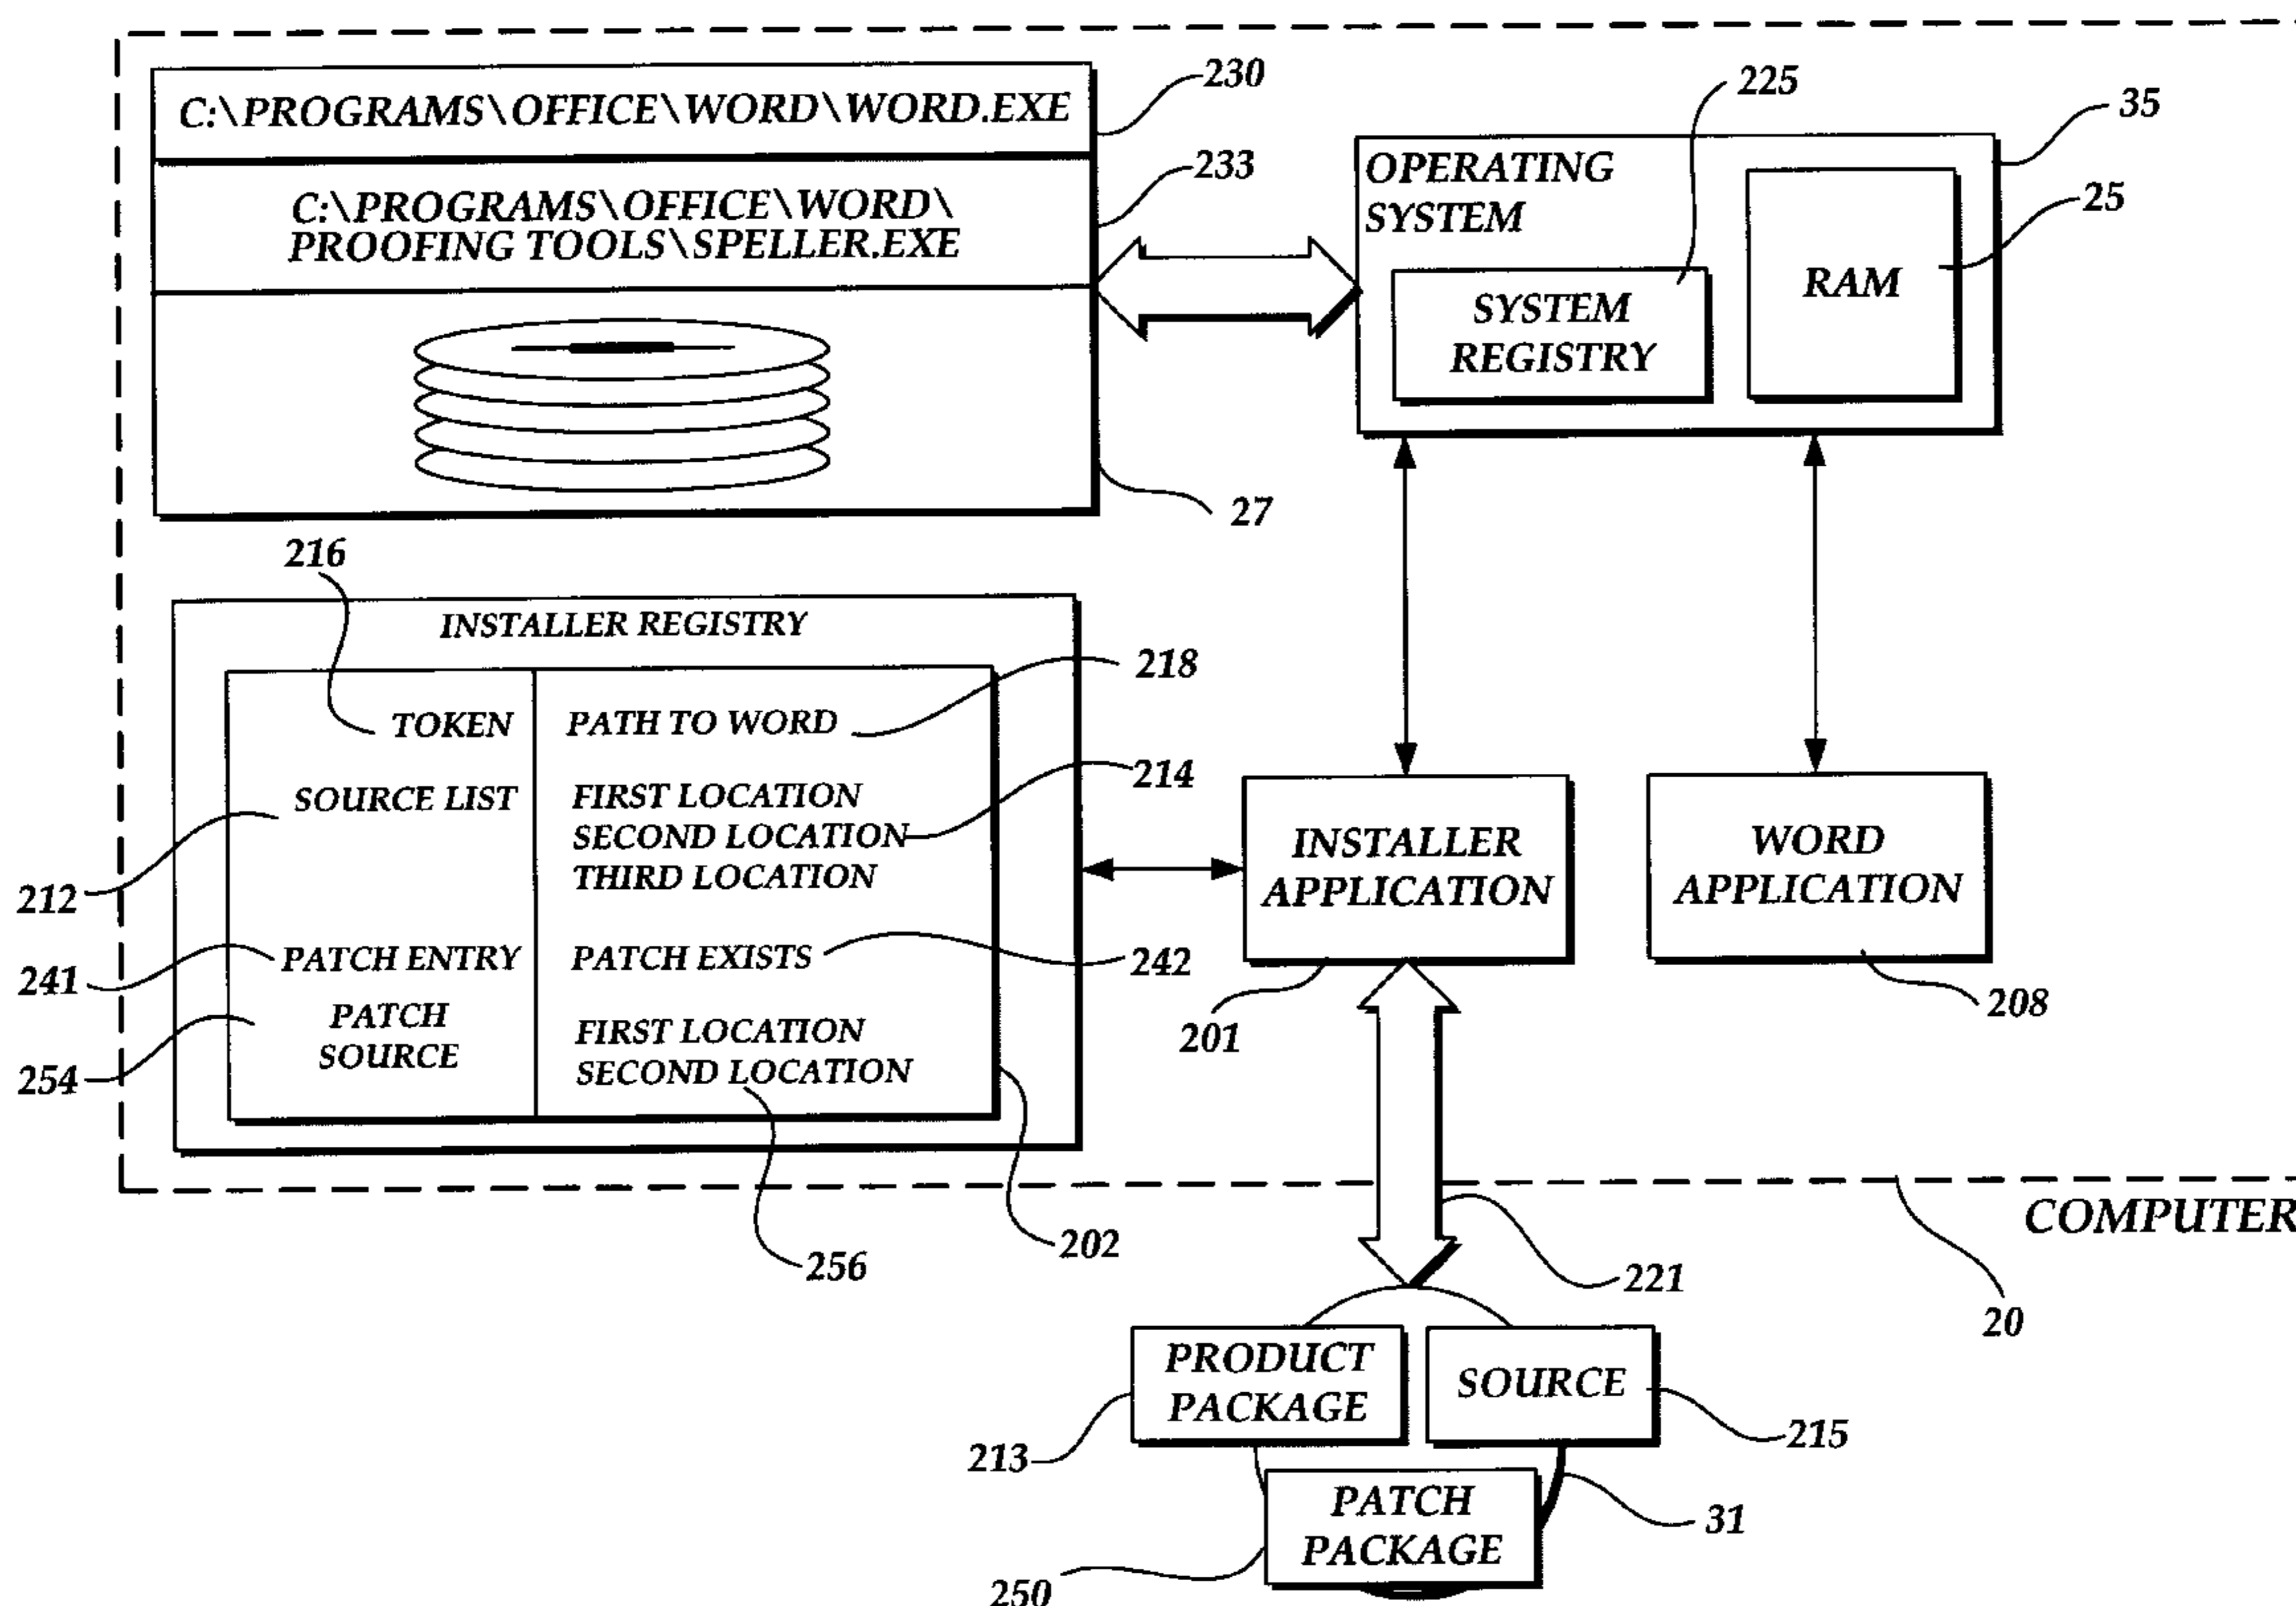 C:\PROGRAMS\OFFICE\WORD\WORD.EXE
230
C:\PROGRAMS\OFFICE\WORD\
PROOFING TOOLS\SPELLER.EXE
233
27
OPERATING
SYSTEM
SYSTEM
REGISTRY
RAM
225
35
25
216
INSTALLER REGISTRY
TOKEN
PATH TO WORD
218
SOURCE LIST
FIRST LOCATION
SECOND LOCATION
THIRD LOCATION
214
212
PATCH ENTRY
PATCH EXISTS
241
242
PATCH
SOURCE
FIRST LOCATION
SECOND LOCATION
254
256
202
INSTALLER
APPLICATION
201
WORD
APPLICATION
208
COMPUTER
20
221
PRODUCT
PACKAGE
213
SOURCE
215
PATCH
PACKAGE
250
31